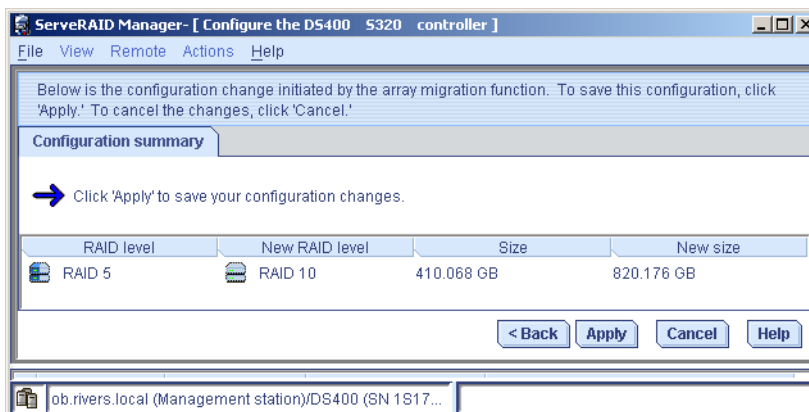 ServeRAID Manager- [ Configure the DS400 S320 controller ]
File View Remote Actions Help
Below is the configuration change initiated by the array migration function. To save this configuration, click
'Apply.' To cancel the changes, click 'Cancel.'
Configuration summary
Click 'Apply' to save your configuration changes.
RAID level New RAID level Size New size
RAID 5 RAID 10 410.068 GB 820.176 GB
< Back Apply Cancel Help
ob.rivers.local (Management station)/DS400 (SN 1S17...